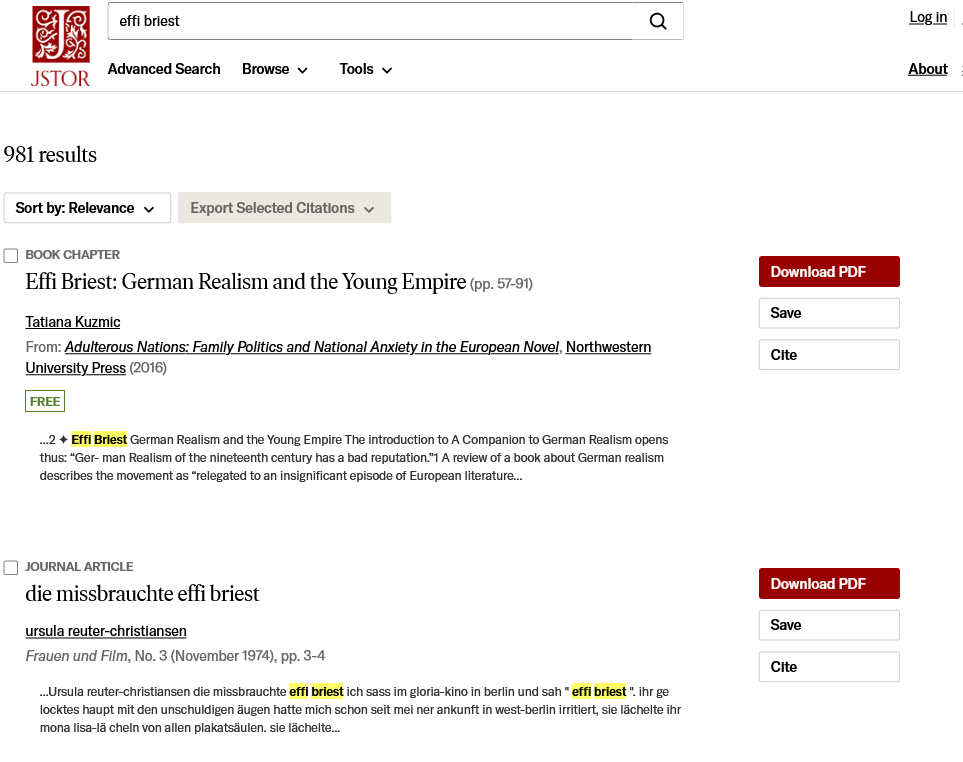 effi briest
Log in
JSTOR
Advanced Search Browse Tools
About
981 results
Sort by: Relevance
Export Selected Citations
BOOK CHAPTER
Effi Briest: German Realism and the Young Empire (pp. 57-91)
Tatiana Kuzmic
From: Adulterous Nations: Family Politics and National Anxiety in the European Novel, Northwestern
University Press (2016)
FREE
...2 ✦ Effi Briest German Realism and the Young Empire The introduction to A Companion to German Realism opens
thus: “Ger- man Realism of the nineteenth century has a bad reputation.”1 A review of a book about German realism
describes the movement as “relegated to an insignificant episode of European literature...
Download PDF
Save
Cite
JOURNAL ARTICLE
die missbrauchte effi briest
ursula reuter-christiansen
Frauen und Film, No. 3 (November 1974), pp. 3-4
...Ursula reuter-christiansen die missbrauchte effi briest ich sass im gloria-kino in berlin und sah " effi briest ". ihr ge
locktes haupt mit den unschuldigen äugen hatte mich schon seit mei ner ankunft in west-berlin irritiert, sie lächelte ihr
mona lisa-lä cheln von allen plakatsäulen. sie lächelte...
Download PDF
Save
Cite